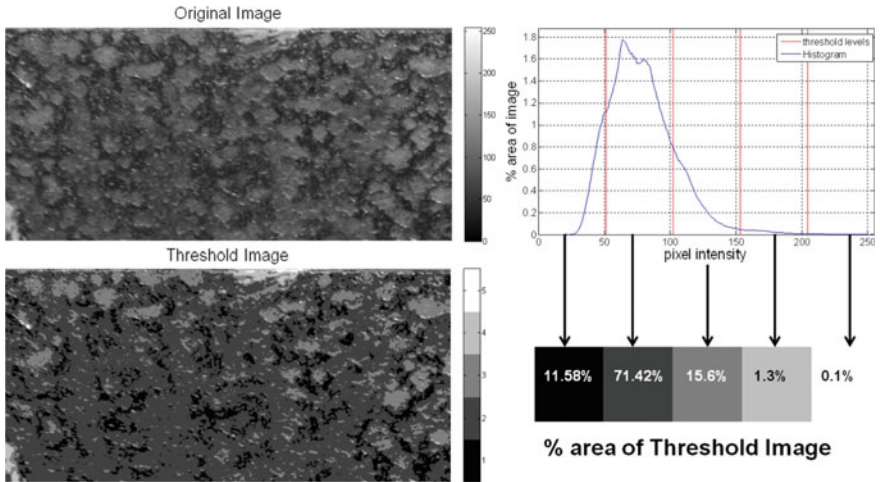 Original Image
250
200
150
100
50
0
Threshold Image
5
4
3
2
1
threshold levels
Histogram
% area of image
1.8
1.6
1.4
1.2
1
0.8
0.6
0.4
0.2
0
0 50 100 150 200 250
pixel intensity
11.58% 71.42% 15.6% 1.3% 0.1%
% area of Threshold Image